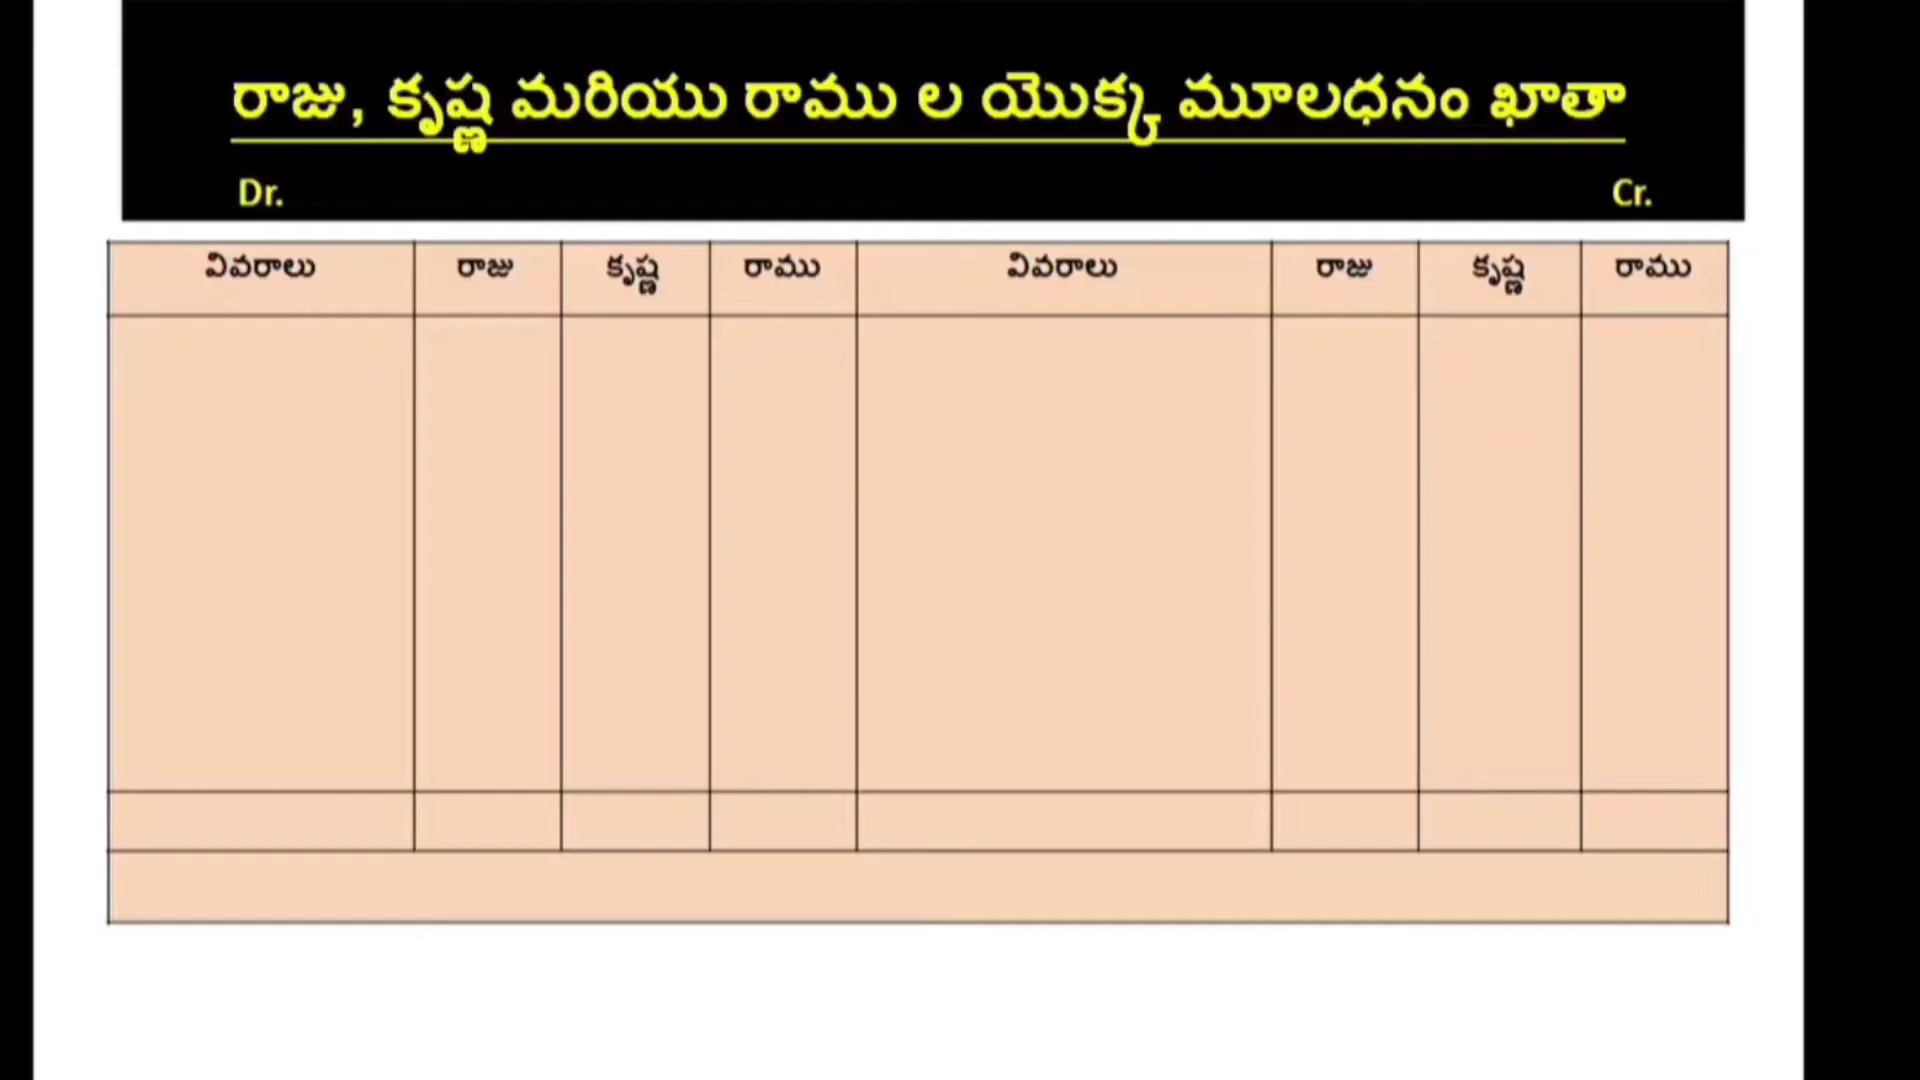 రాజు, కృష్ణ మరియు రాము ల యొక్క మూలధనం ఖాతా
Dr. Cr.
వివరాలు రాజు కృష్ణ రాము వివరాలు రాజు కృష్ణ రాము